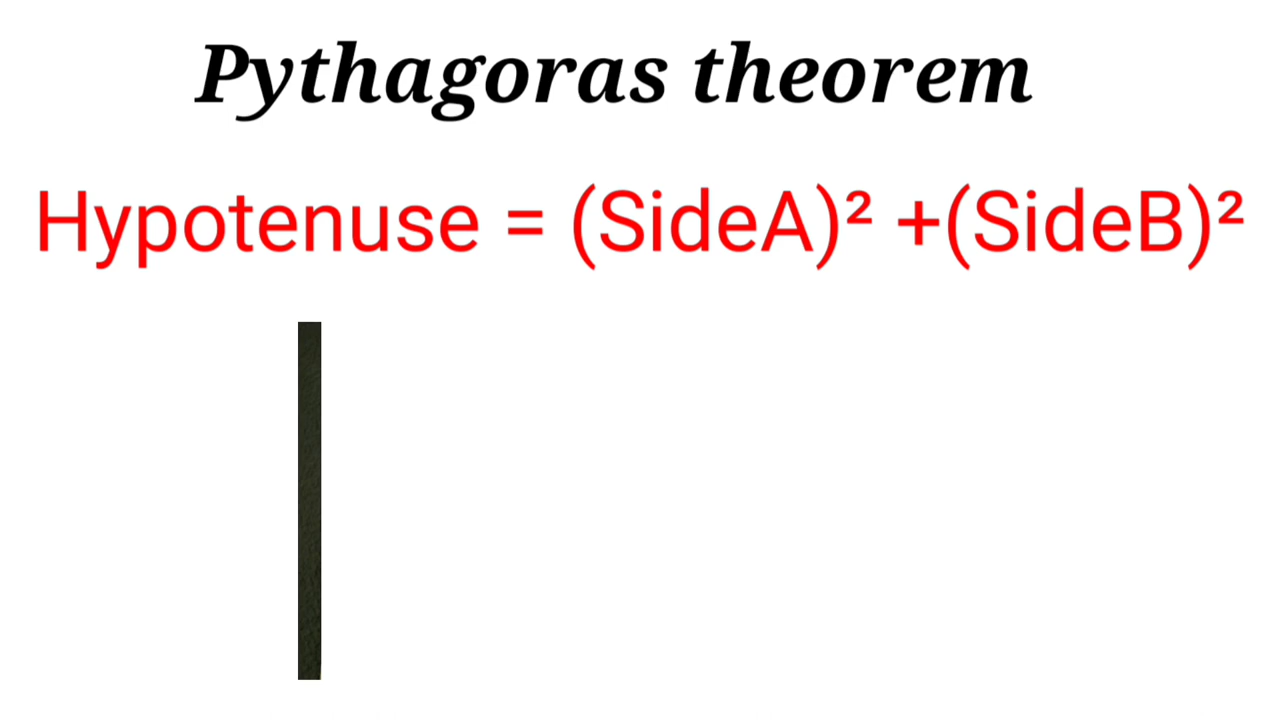 Pythagoras theorem
Hypotenuse = (SideA)² +(SideB)²